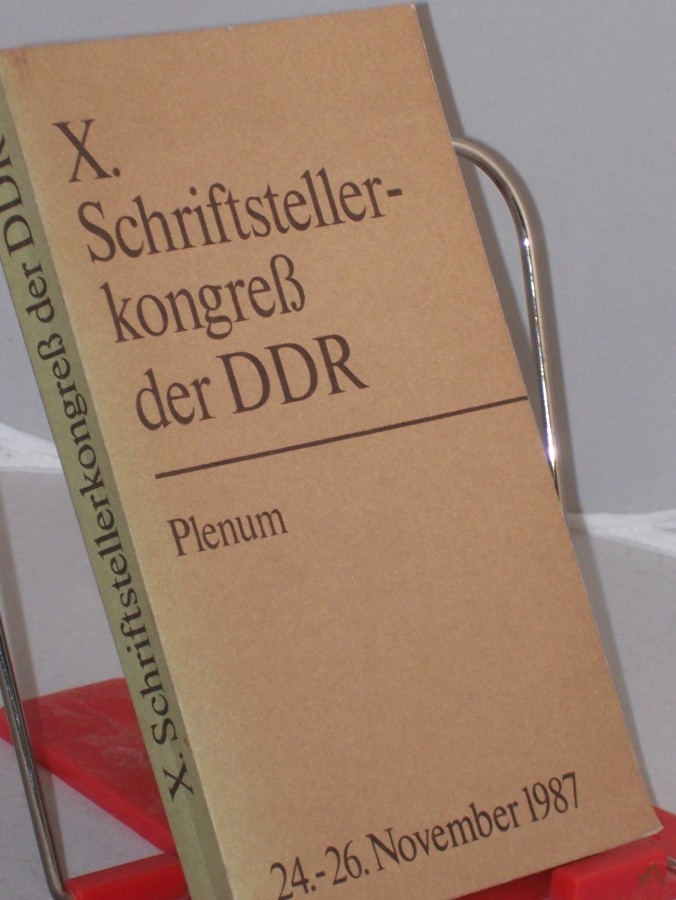 X.
Schriftsteller-
kongreß
der DDR
Plenum
24.-26. November 1987
X. Schriftstellerkongreß der DDR